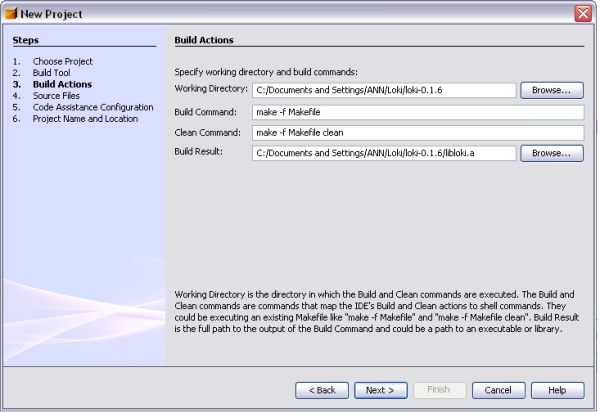 New Project
Steps
1. Choose Project
2. Build Tool
3. Build Actions
4. Source Files
5. Code Assistance Configuration
6. Project Name and Location
Build Actions
Specify working directory and build commands:
Working Directory: C:/Documents and Settings/ANN/Loki/loki-0.1.6 Browse...
Build Command: make -f Makefile
Clean Command: make -f Makefile clean
Build Result: C:/Documents and Settings/ANN/Loki/loki-0.1.6/libloki.a Browse...
Working Directory is the directory in which the Build and Clean commands are executed. The Build and
Clean commands are commands that map the IDE's Build and Clean actions to shell commands. They
could be executing an existing Makefile like "make -f Makefile" and "make -f Makefile clean". Build Result
is the full path to the output of the Build Command and could be a path to an executable or library.
< Back Next > Finish Cancel Help